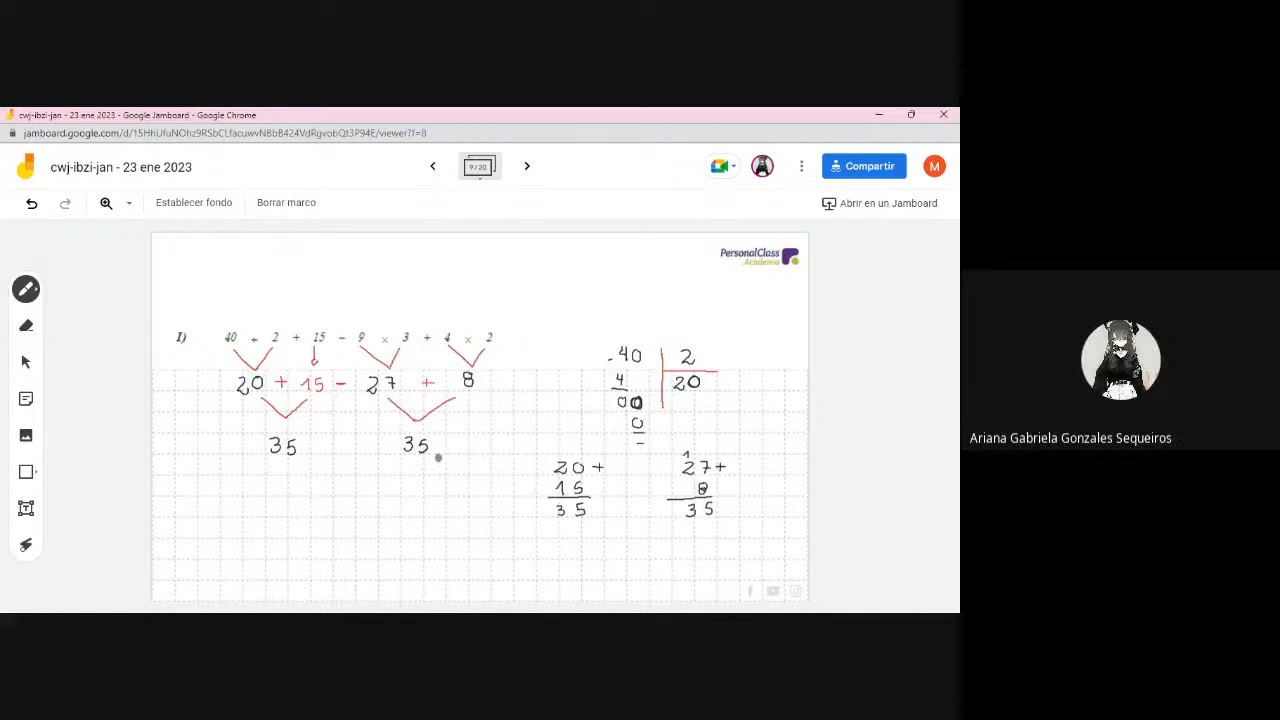 cwj-ibzi-jan - 23 ene 2023 - Google Jamboard - Google Chrome
jamboard.google.com/d/15HhUfuNOhz9RSbCLfacuwvNBbB424VdRgvobQt3P94E/viewer?f=8
cwj-ibzi-jan - 23 ene 2023
9 / 20
Compartir
M
Establecer fondo
Borrar marco
Abrir en un Jamboard
PersonalClass
Academia
I) 40 ÷ 2 + 15 - 9 × 3 + 4 × 2
20 + 15 - 27 + 8
35 35
- 40 2
4 20
00
0
-
20 + 27 +
15 8
35 35
1
Ariana Gabriela Gonzales Sequeiros